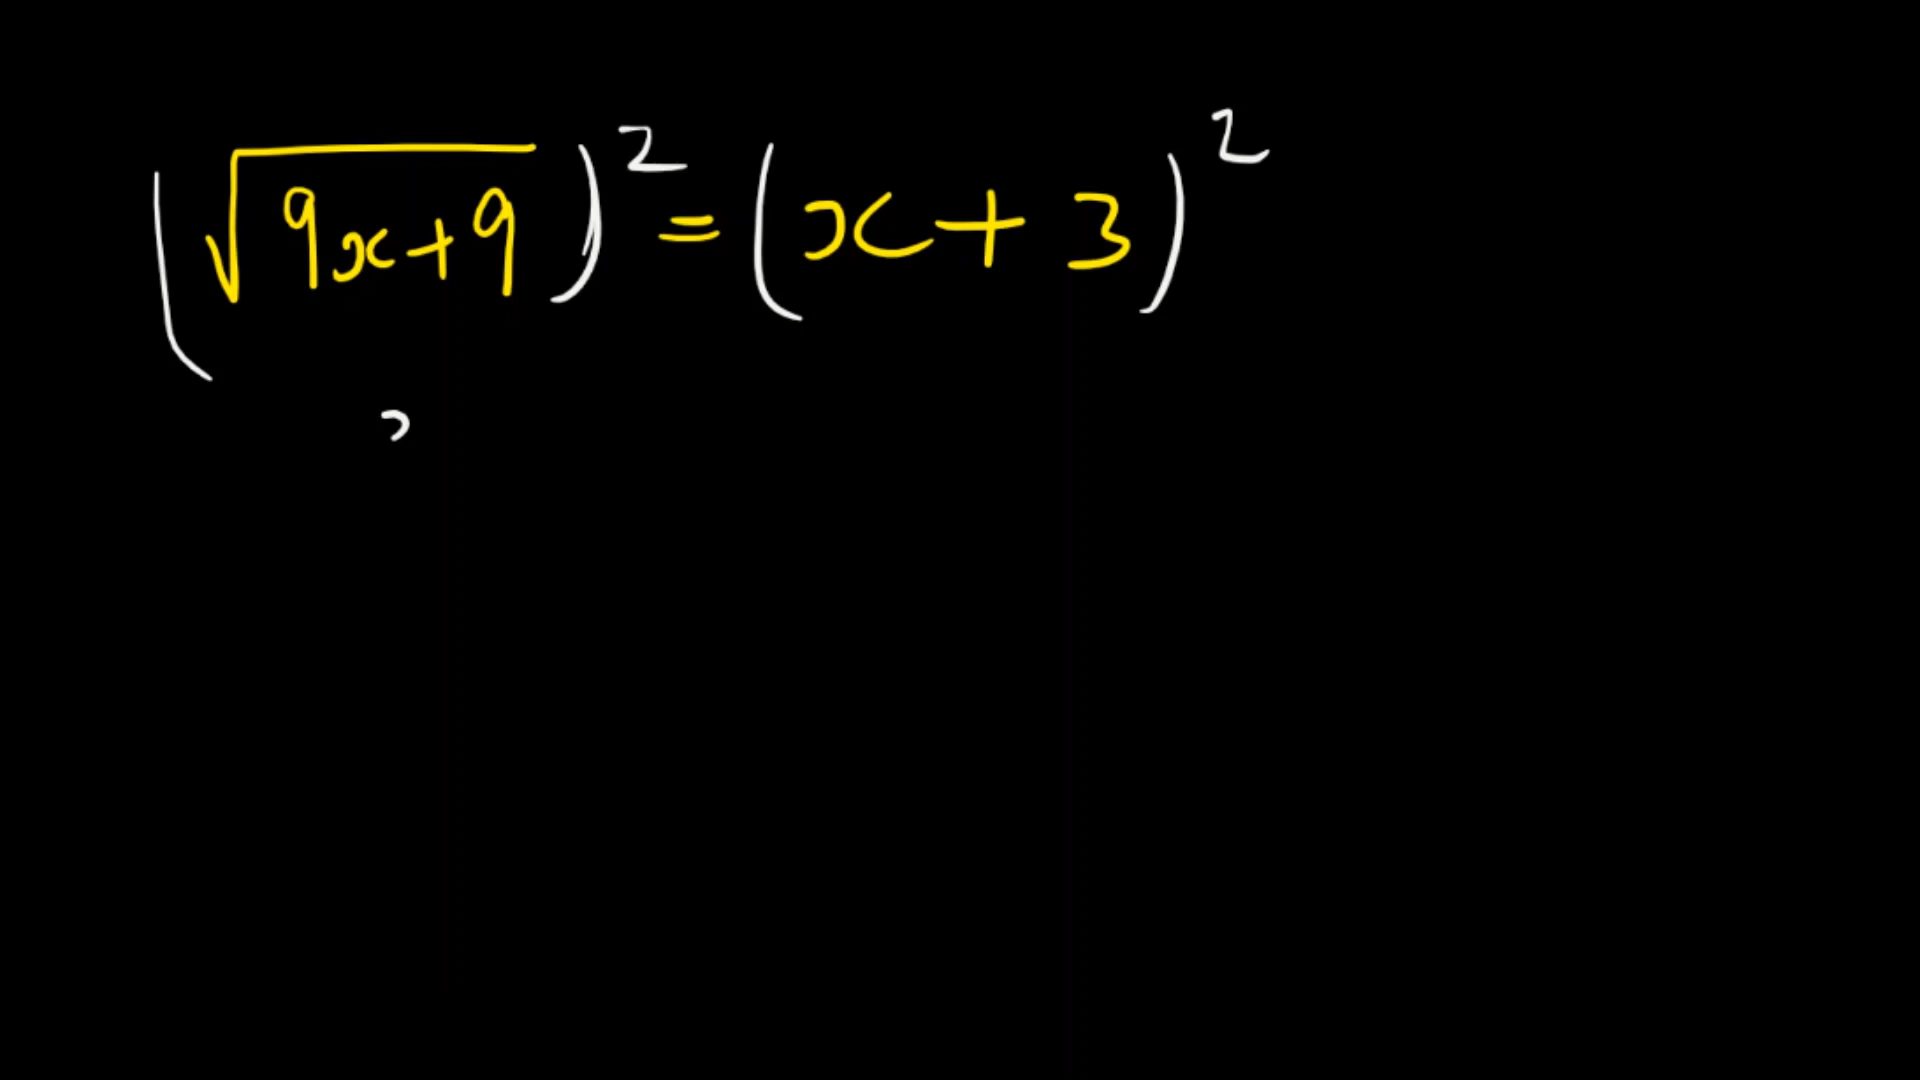 (√(9x+9))² = (x+3)²